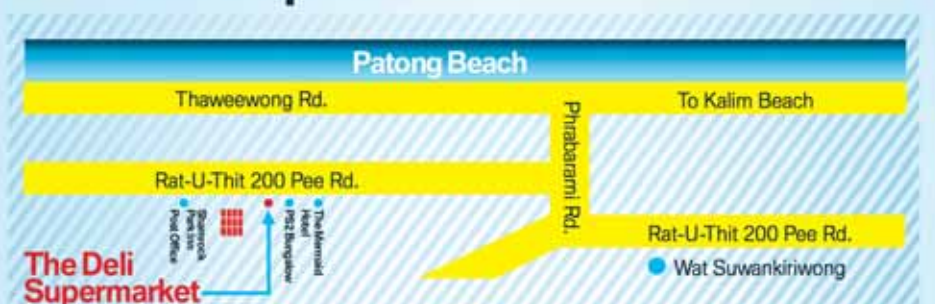 Patong Beach
Thaweewong Rd.
To Kalim Beach
Phrabarami Rd.
Rat-U-Thit 200 Pee Rd.
Shamrock
Park Inn
Post Office
PS2 Bungalow
The Mermaid
Hotel
Rat-U-Thit 200 Pee Rd.
Wat Suwankiriwong
The Deli
Supermarket